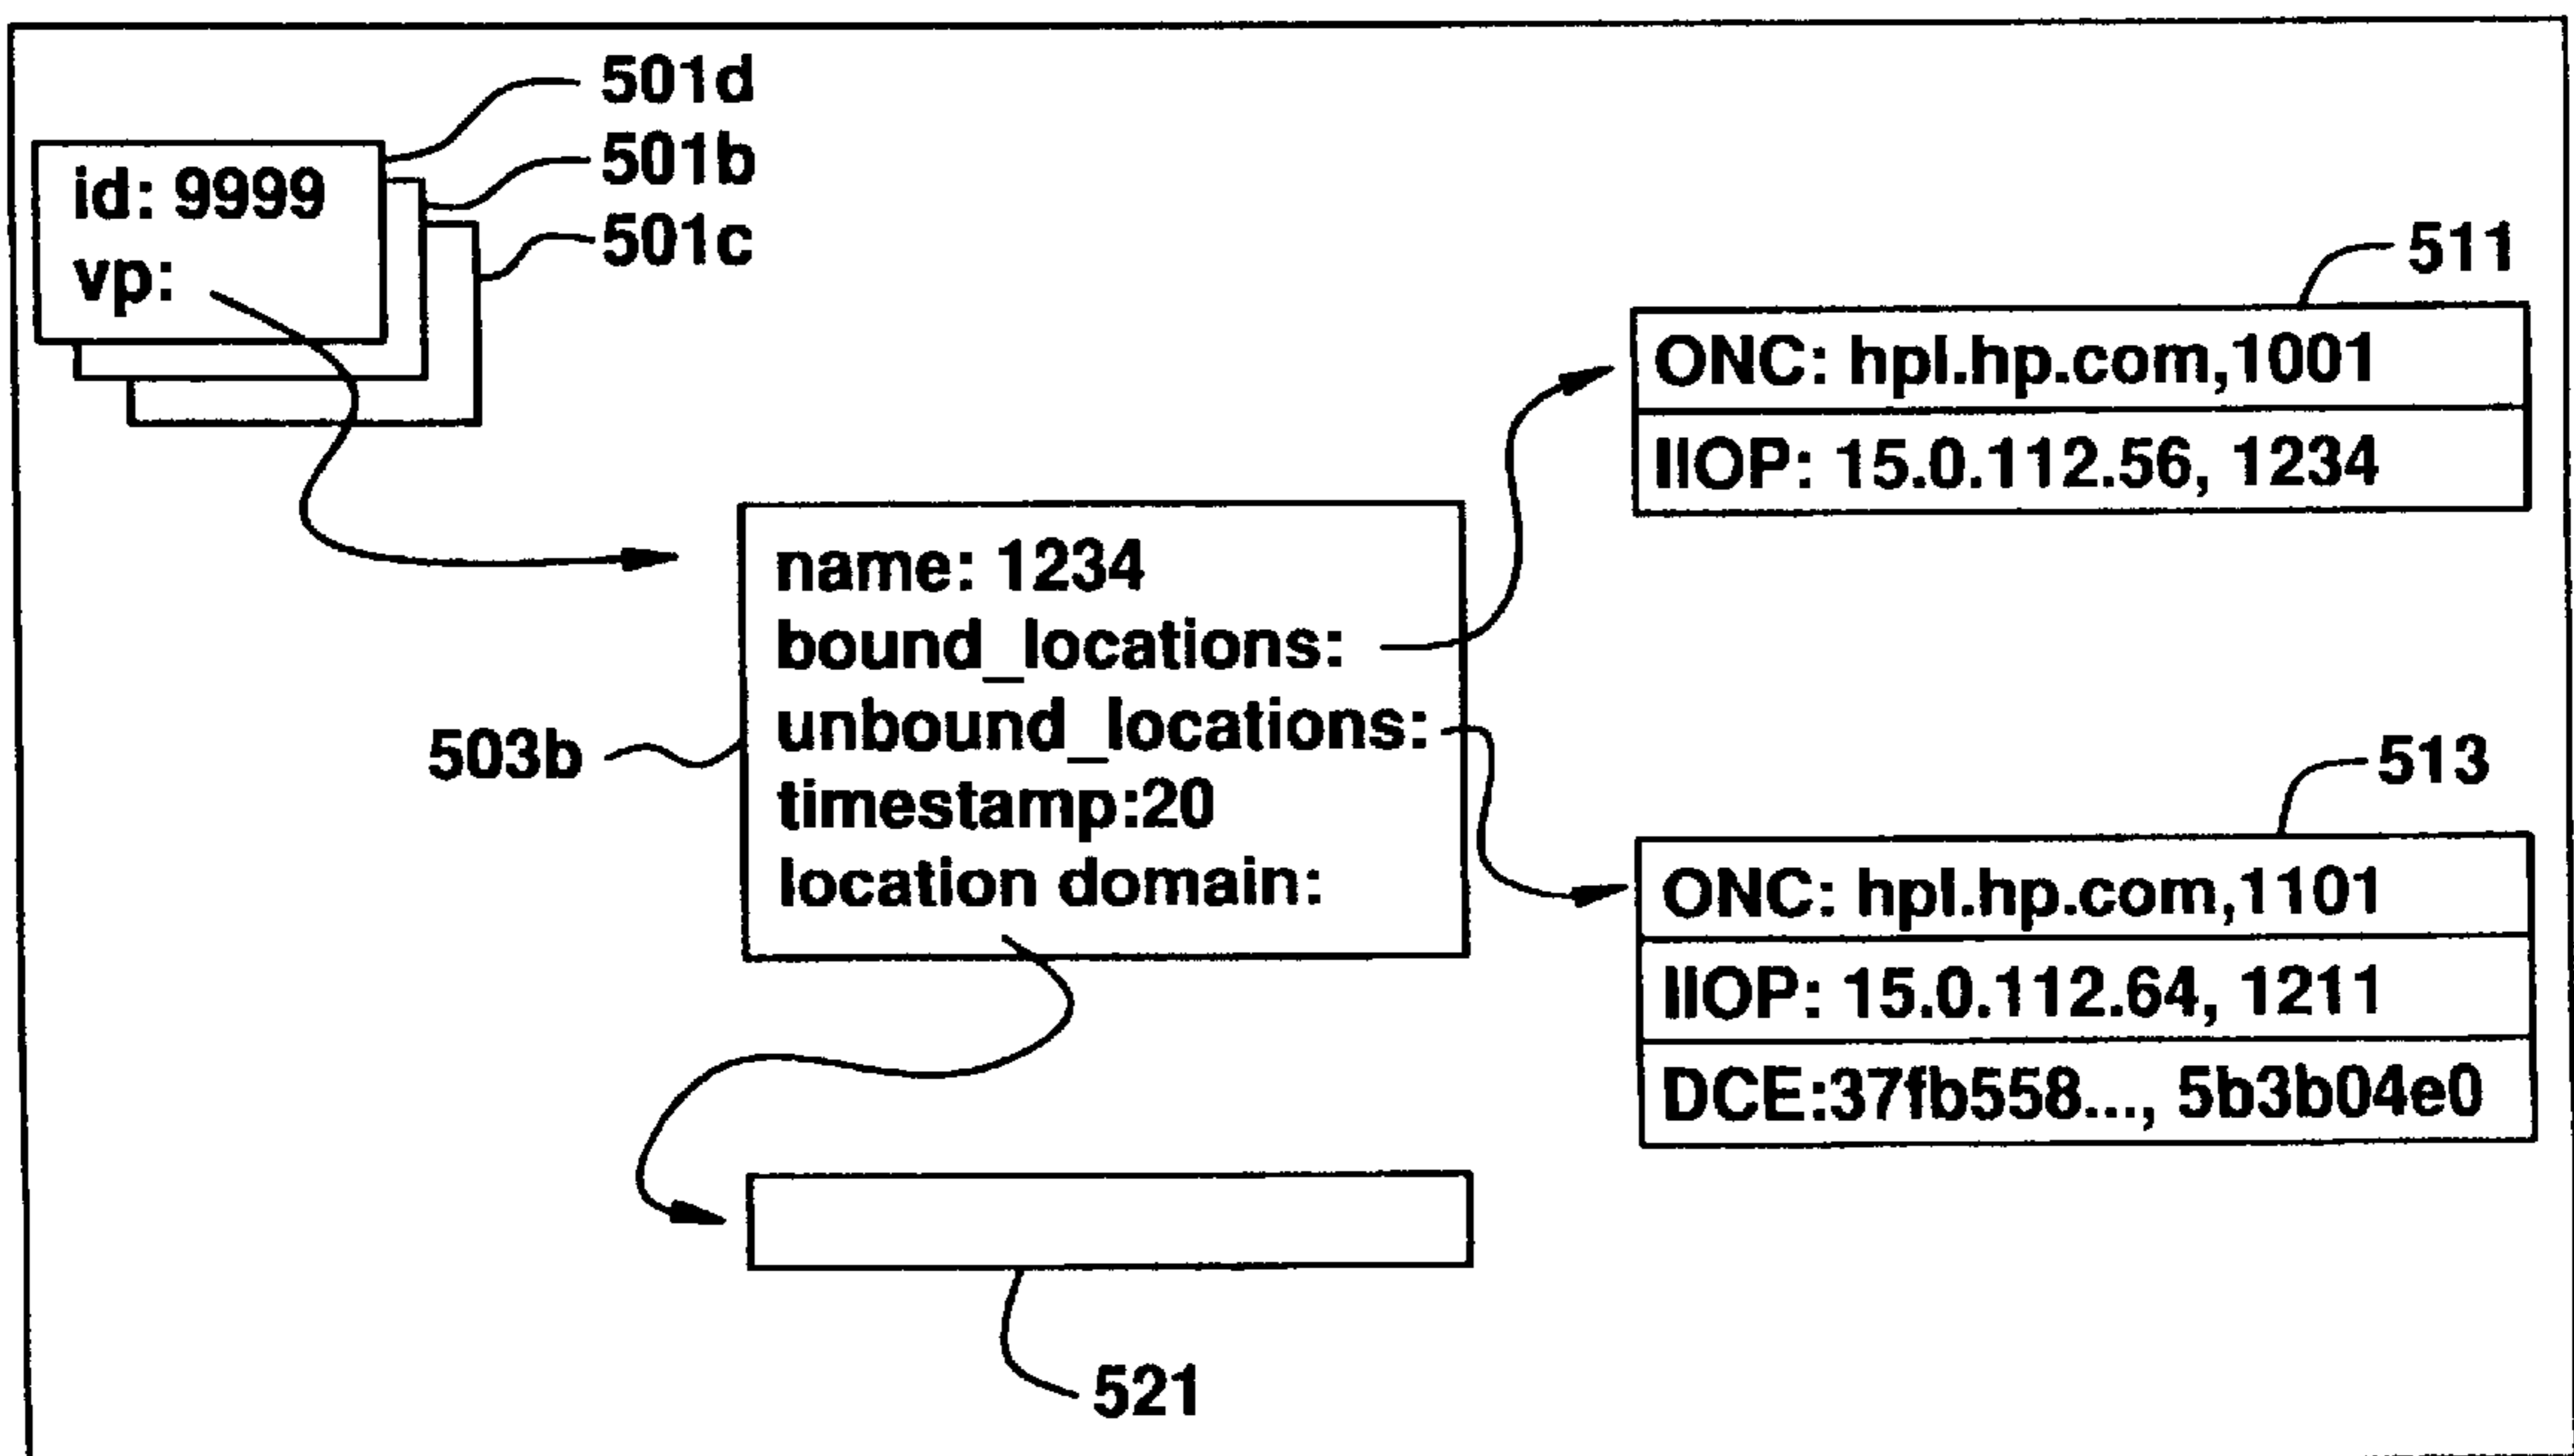 501d
501b
501c
id: 9999
vp:
511
ONC: hpl.hp.com,1001
IIOP: 15.0.112.56, 1234
name: 1234
bound_locations:
unbound_locations:
timestamp:20
location domain:
503b
513
ONC: hpl.hp.com,1101
IIOP: 15.0.112.64, 1211
DCE:37fb558..., 5b3b04e0
521